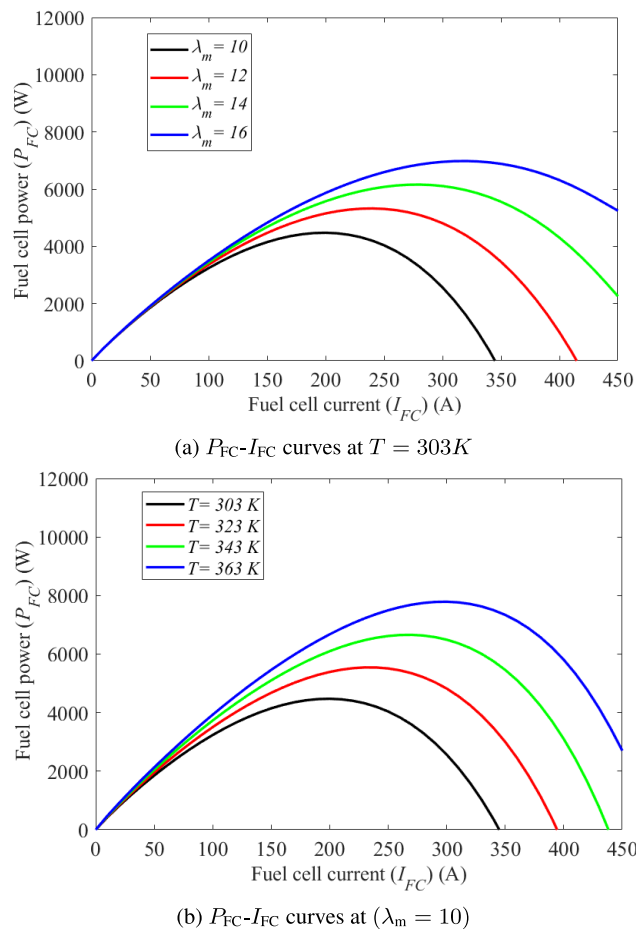 12000
10000
8000
6000
4000
2000
0
Fuel cell power (P_FC) (W)
λ_m = 10
λ_m = 12
λ_m = 14
λ_m = 16
0 50 100 150 200 250 300 350 400 450
Fuel cell current (I_FC) (A)
(a) P_FC-I_FC curves at T = 303K
12000
10000
8000
6000
4000
2000
0
Fuel cell power (P_FC) (W)
T= 303 K
T= 323 K
T= 343 K
T= 363 K
0 50 100 150 200 250 300 350 400 450
Fuel cell current (I_FC) (A)
(b) P_FC-I_FC curves at (λ_m = 10)